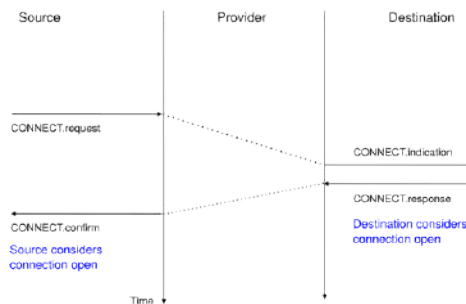 Source Provider Destination
CONNECT.request
CONNECT.indication
CONNECT.response
CONNECT.confirm
Destination considers
connection open
Source considers
connection open
Time